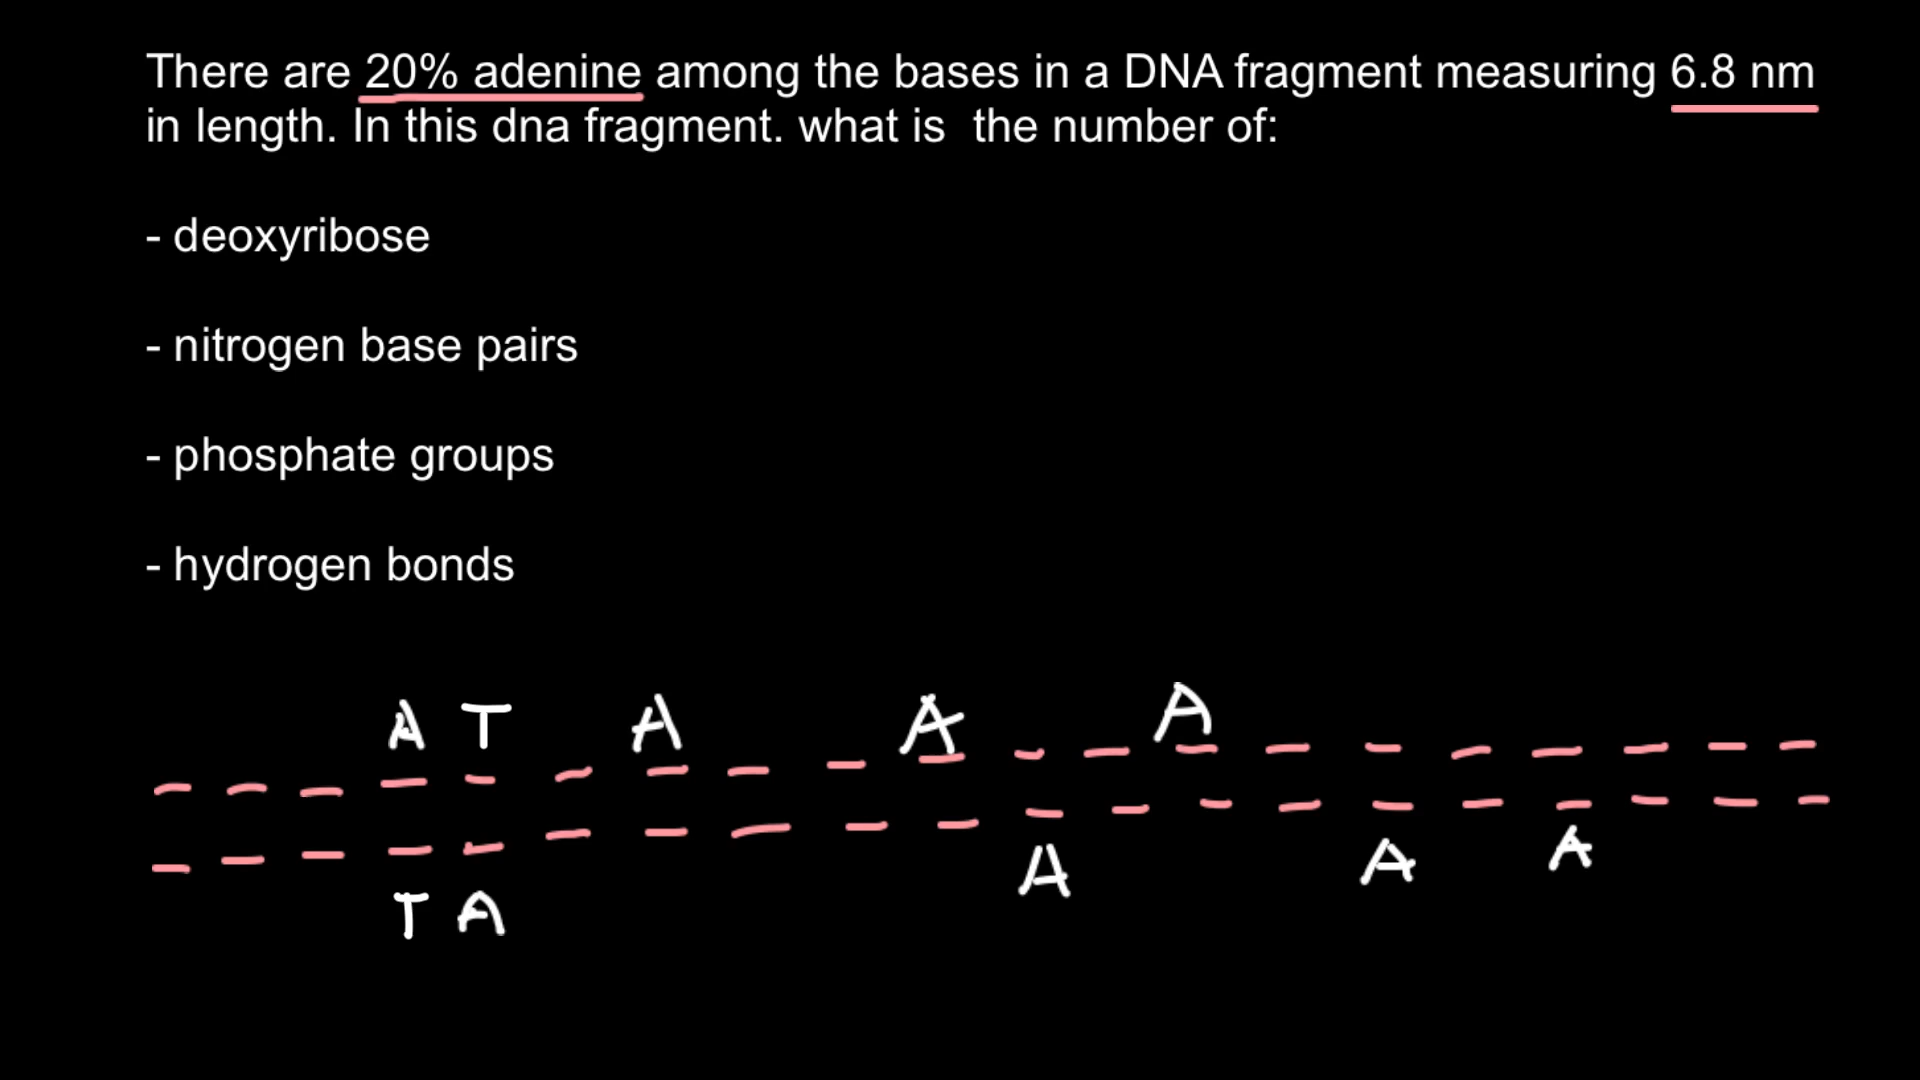 There are 20% adenine among the bases in a DNA fragment measuring 6.8 nm
in length. In this dna fragment. what is  the number of:
- deoxyribose
- nitrogen base pairs
- phosphate groups
- hydrogen bonds
A T A A A
T A A A A